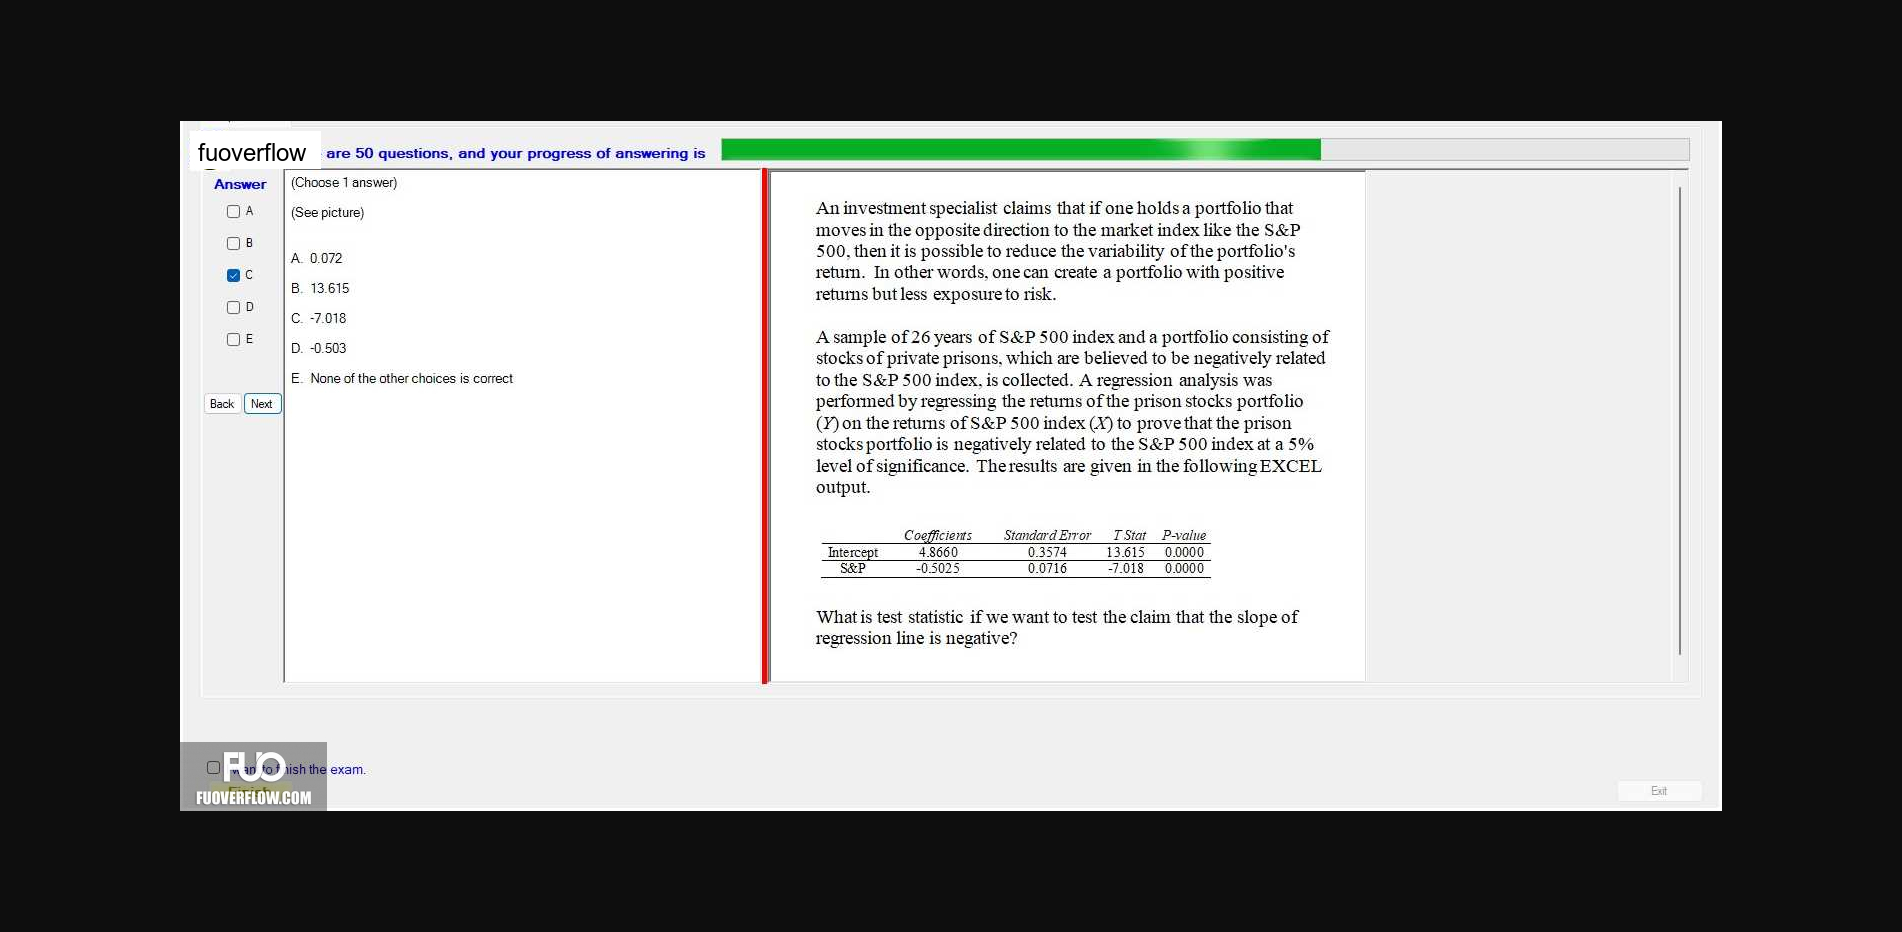 fuoverflow are 50 questions, and your progress of answering is
Answer
A
B
C
D
E
Back Next
(Choose 1 answer)
(See picture)
A. 0.072
B. 13.615
C. -7.018
D. -0.503
E. None of the other choices is correct
An investment specialist claims that if one holds a portfolio that
moves in the opposite direction to the market index like the S&P
500, then it is possible to reduce the variability of the portfolio's
return. In other words, one can create a portfolio with positive
returns but less exposure to risk.
A sample of 26 years of S&P 500 index and a portfolio consisting of
stocks of private prisons, which are believed to be negatively related
to the S&P 500 index, is collected. A regression analysis was
performed by regressing the returns of the prison stocks portfolio
(Y) on the returns of S&P 500 index (X) to prove that the prison
stocks portfolio is negatively related to the S&P 500 index at a 5%
level of significance. The results are given in the following EXCEL
output.
Coefficients Standard Error T Stat P-value
Intercept 4.8660 0.3574 13.615 0.0000
S&P -0.5025 0.0716 -7.018 0.0000
What is test statistic if we want to test the claim that the slope of
regression line is negative?
the exam.
FUO
FUOVERFLOW.COM
Exit